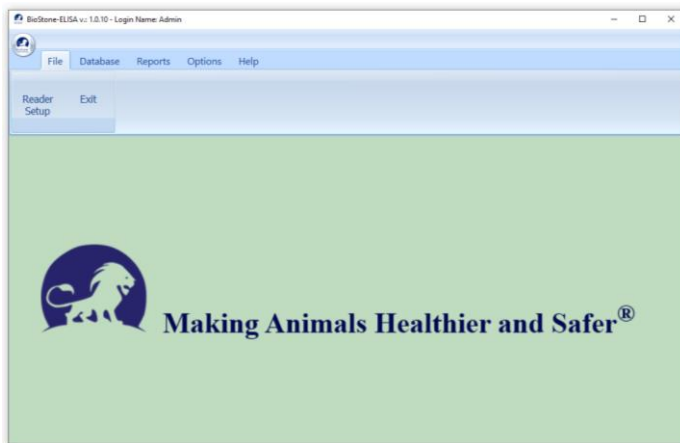 BioStone-ELISA v.: 1.0.10 - Login Name: Admin
File Database Reports Options Help
Reader Setup Exit
Making Animals Healthier and Safer®